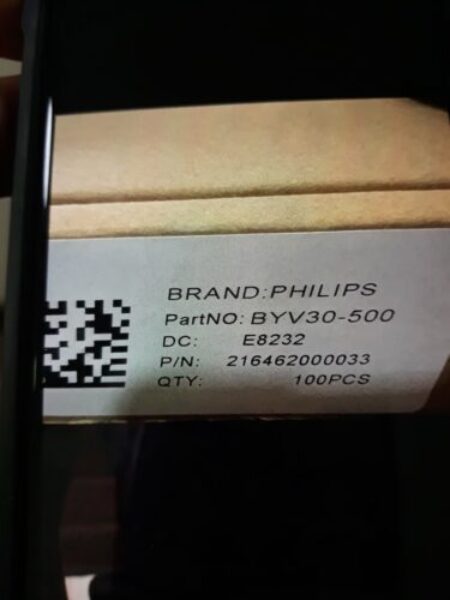 BRAND:PHILIPS
PartNO: BYV30-500
DC: E8232
P/N: 216462000033
QTY: 100PCS